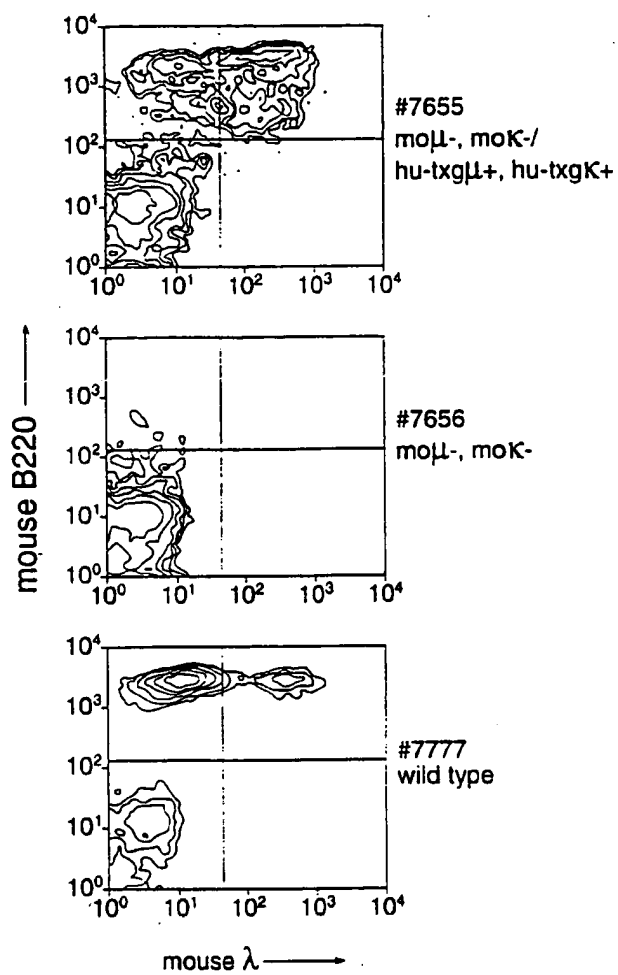 10⁴
10³
10²
10¹
10⁰
10⁰ 10¹ 10² 10³ 10⁴
#7655
moμ-, moκ-/
hu-txgμ+, hu-txgκ+
10⁴
10³
10²
10¹
10⁰
10⁰ 10¹ 10² 10³ 10⁴
#7656
moμ-, moκ-
10⁴
10³
10²
10¹
10⁰
10⁰ 10¹ 10² 10³ 10⁴
#7777
wild type
mouse B220
mouse λ